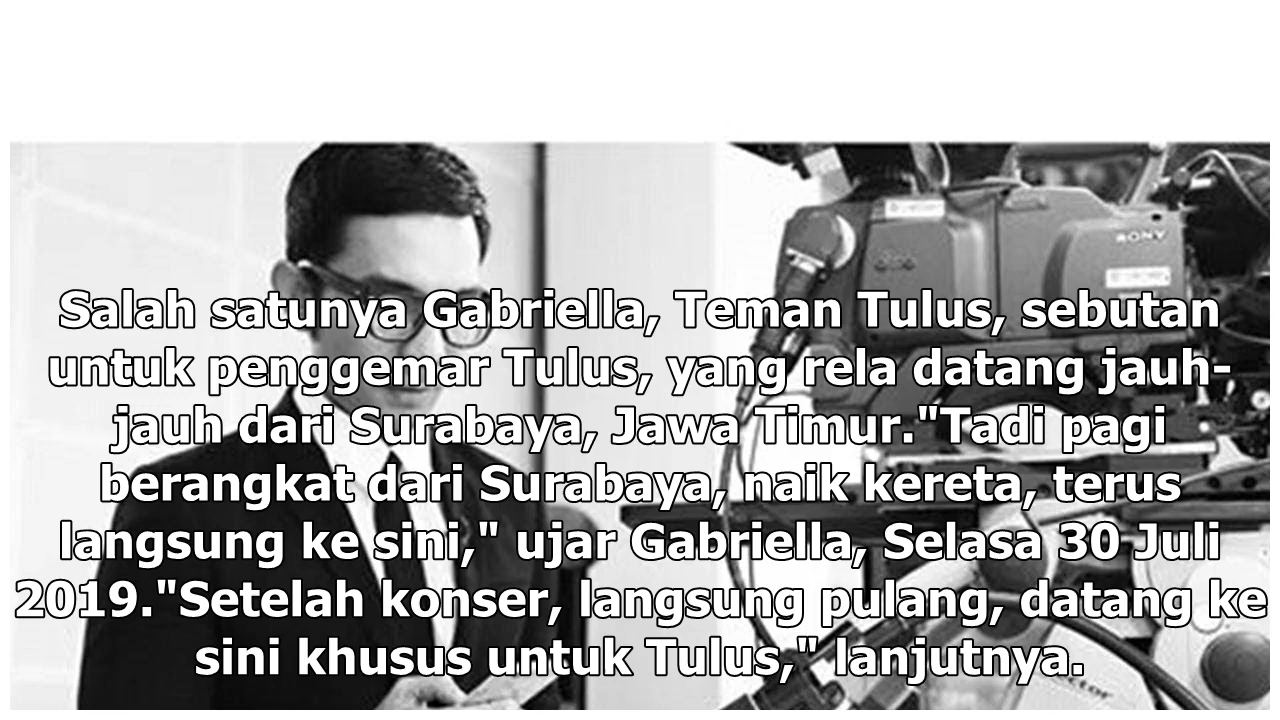 SONY
Salah satunya Gabriella, Teman Tulus, sebutan
untuk penggemar Tulus, yang rela datang jauh-
jauh dari Surabaya, Jawa Timur."Tadi pagi
berangkat dari Surabaya, naik kereta, terus
langsung ke sini," ujar Gabriella, Selasa 30 Juli
2019."Setelah konser, langsung pulang, datang ke
sini khusus untuk Tulus," lanjutnya.